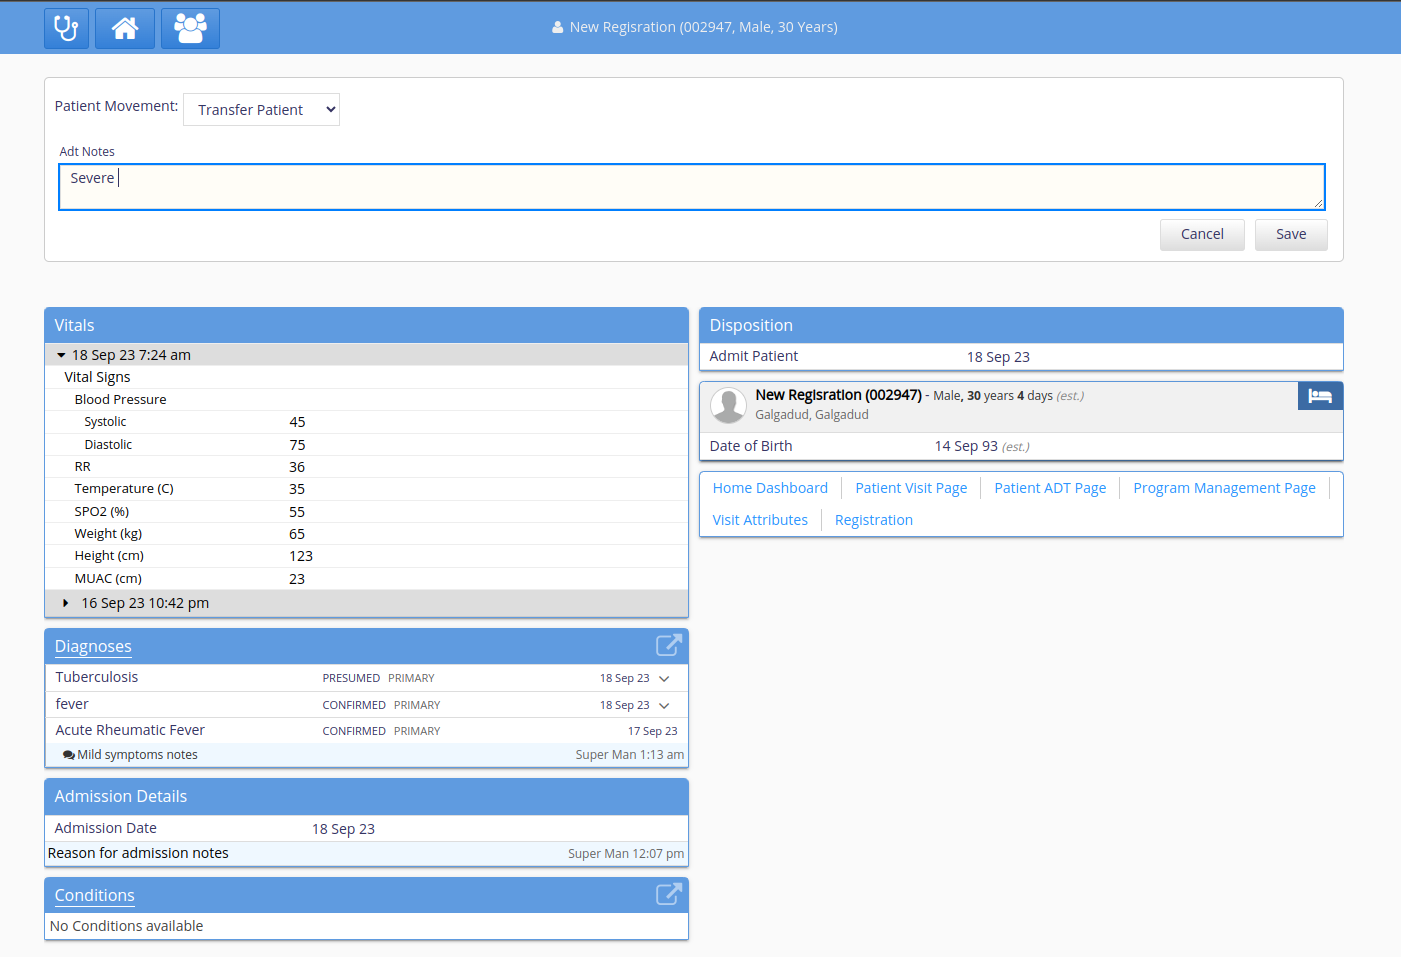 New Regisration (002947, Male, 30 Years)
Patient Movement: Transfer Patient
Adt Notes
Severe
Cancel Save
Vitals
18 Sep 23 7:24 am
Vital Signs
Blood Pressure
Systolic 45
Diastolic 75
RR 36
Temperature (C) 35
SPO2 (%) 55
Weight (kg) 65
Height (cm) 123
MUAC (cm) 23
16 Sep 23 10:42 pm
Diagnoses
Tuberculosis PRESUMED PRIMARY 18 Sep 23
fever CONFIRMED PRIMARY 18 Sep 23
Acute Rheumatic Fever CONFIRMED PRIMARY 17 Sep 23
Mild symptoms notes Super Man 1:13 am
Admission Details
Admission Date 18 Sep 23
Reason for admission notes Super Man 12:07 pm
Conditions
No Conditions available
Disposition
Admit Patient 18 Sep 23
New Regisration (002947) - Male, 30 years 4 days (est.)
Galgadud, Galgadud
Date of Birth 14 Sep 93 (est.)
Home Dashboard Patient Visit Page Patient ADT Page Program Management Page
Visit Attributes Registration